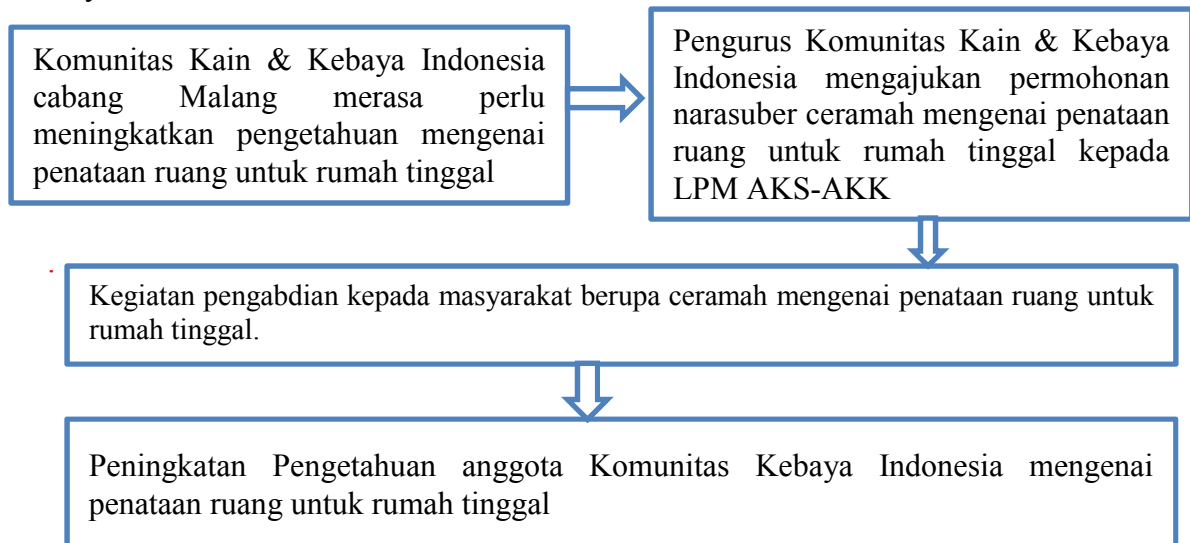 Komunitas Kain & Kebaya Indonesia
cabang Malang merasa perlu
meningkatkan pengetahuan mengenai
penataan ruang untuk rumah tinggal
Pengurus Komunitas Kain & Kebaya
Indonesia mengajukan permohonan
narasuber ceramah mengenai penataan
ruang untuk rumah tinggal kepada
LPM AKS-AKK
Kegiatan pengabdian kepada masyarakat berupa ceramah mengenai penataan ruang untuk
rumah tinggal.
Peningkatan Pengetahuan anggota Komunitas Kebaya Indonesia mengenai
penataan ruang untuk rumah tinggal